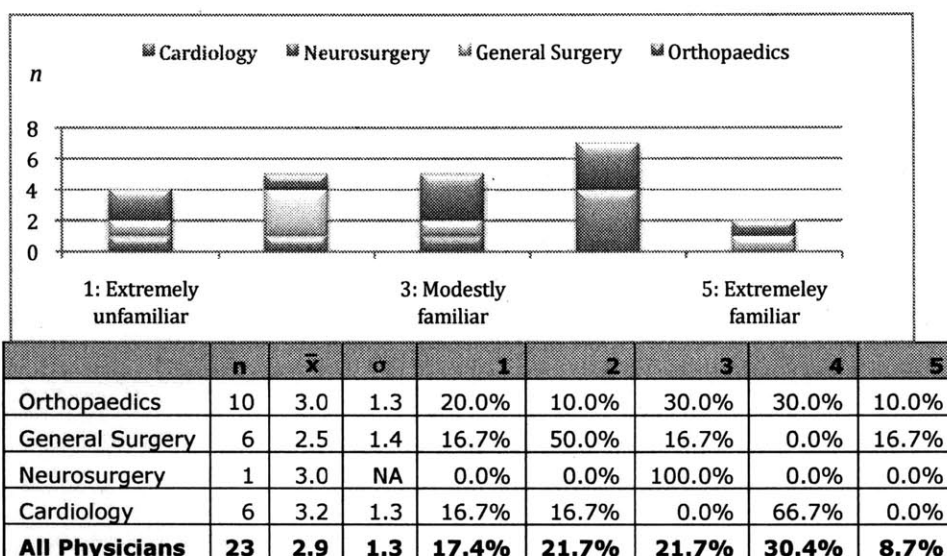 Cardiology Neurosurgery General Surgery Orthopaedics
n
8
6
4
2
0
1: Extremely unfamiliar
3: Modestly familiar
5: Extremeley familiar
n x̄ σ 1 2 3 4 5
Orthopaedics 10 3.0 1.3 20.0% 10.0% 30.0% 30.0% 10.0%
General Surgery 6 2.5 1.4 16.7% 50.0% 16.7% 0.0% 16.7%
Neurosurgery 1 3.0 NA 0.0% 0.0% 100.0% 0.0% 0.0%
Cardiology 6 3.2 1.3 16.7% 16.7% 0.0% 66.7% 0.0%
All Physicians 23 2.9 1.3 17.4% 21.7% 21.7% 30.4% 8.7%